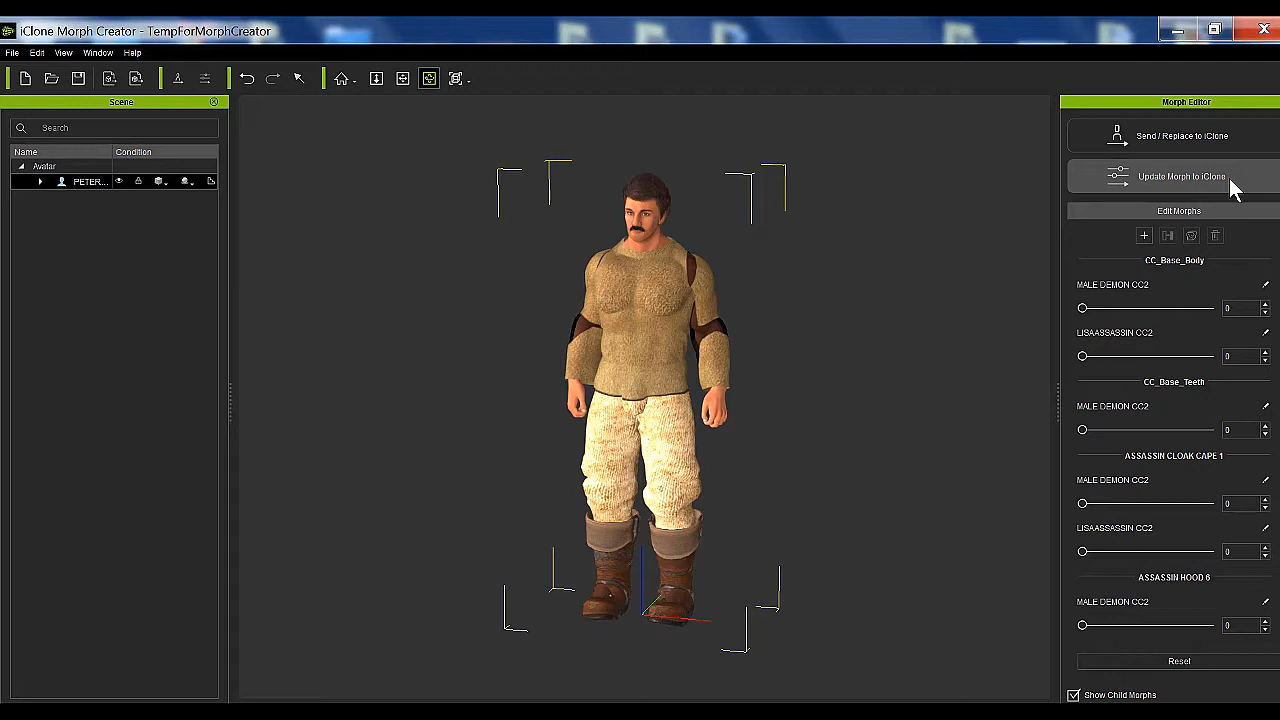 iClone Morph Creator - TempForMorphCreator
File Edit View Window Help
Scene
Search
Name Condition
Avatar
PETER...
Morph Editor
Send / Replace to iClone
Update Morph to iClone
Edit Morphs
CC_Base_Body
MALE DEMON CC2
0
LISAASSASSIN CC2
0
CC_Base_Teeth
MALE DEMON CC2
0
ASSASSIN CLOAK CAPE 1
MALE DEMON CC2
0
LISAASSASSIN CC2
0
ASSASSIN HOOD 6
MALE DEMON CC2
0
Reset
Show Child Morphs